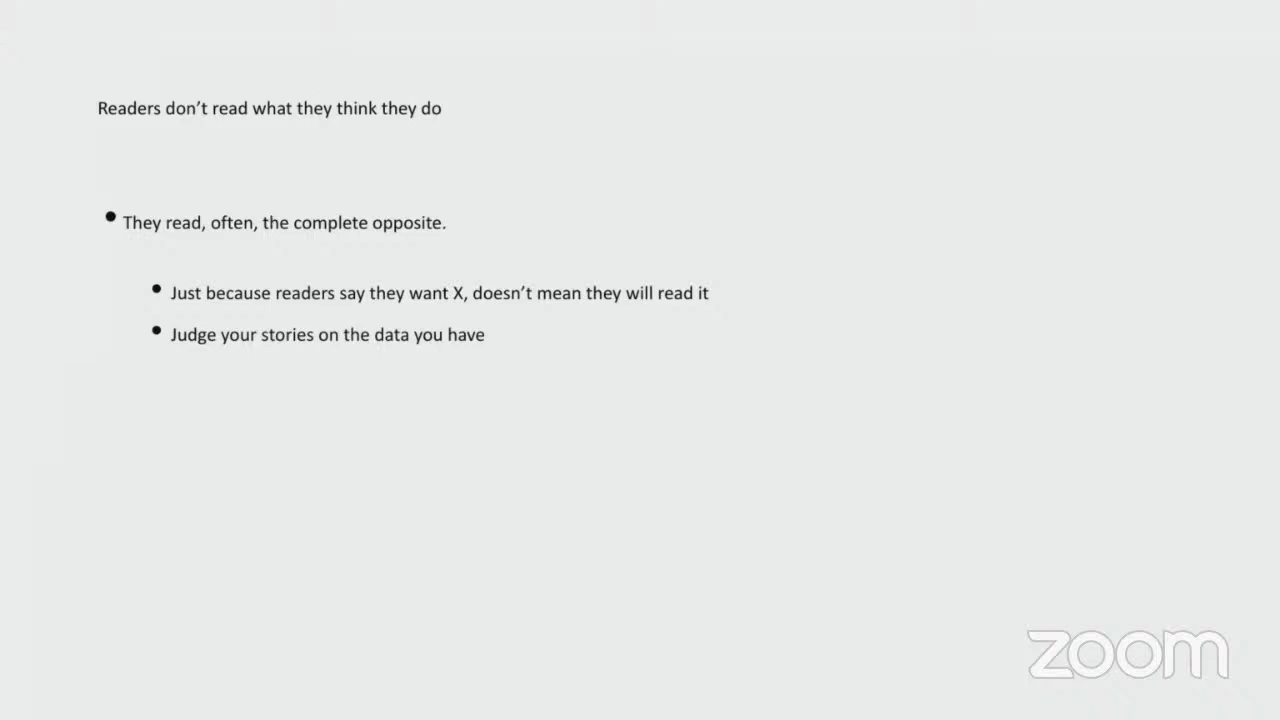 Readers don’t read what they think they do
• They read, often, the complete opposite.
• Just because readers say they want X, doesn’t mean they will read it
• Judge your stories on the data you have
zoom